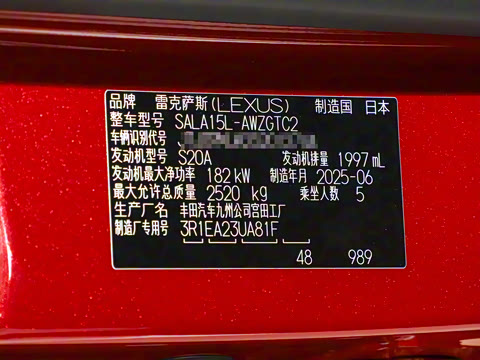 品牌 雷克萨斯(LEXUS) 制造国 日本
整车型号 SALA15L-AWZGTC2
车辆识别代号
发动机型号 S20A 发动机排量 1997 mL
发动机最大净功率 182 kW 制造年月 2025-06
最大允许总质量 2520 kg 乘坐人数 5
生产厂名 丰田汽车九州公司宫田工厂
制造厂专用号 3R1EA23UA81F
48 989